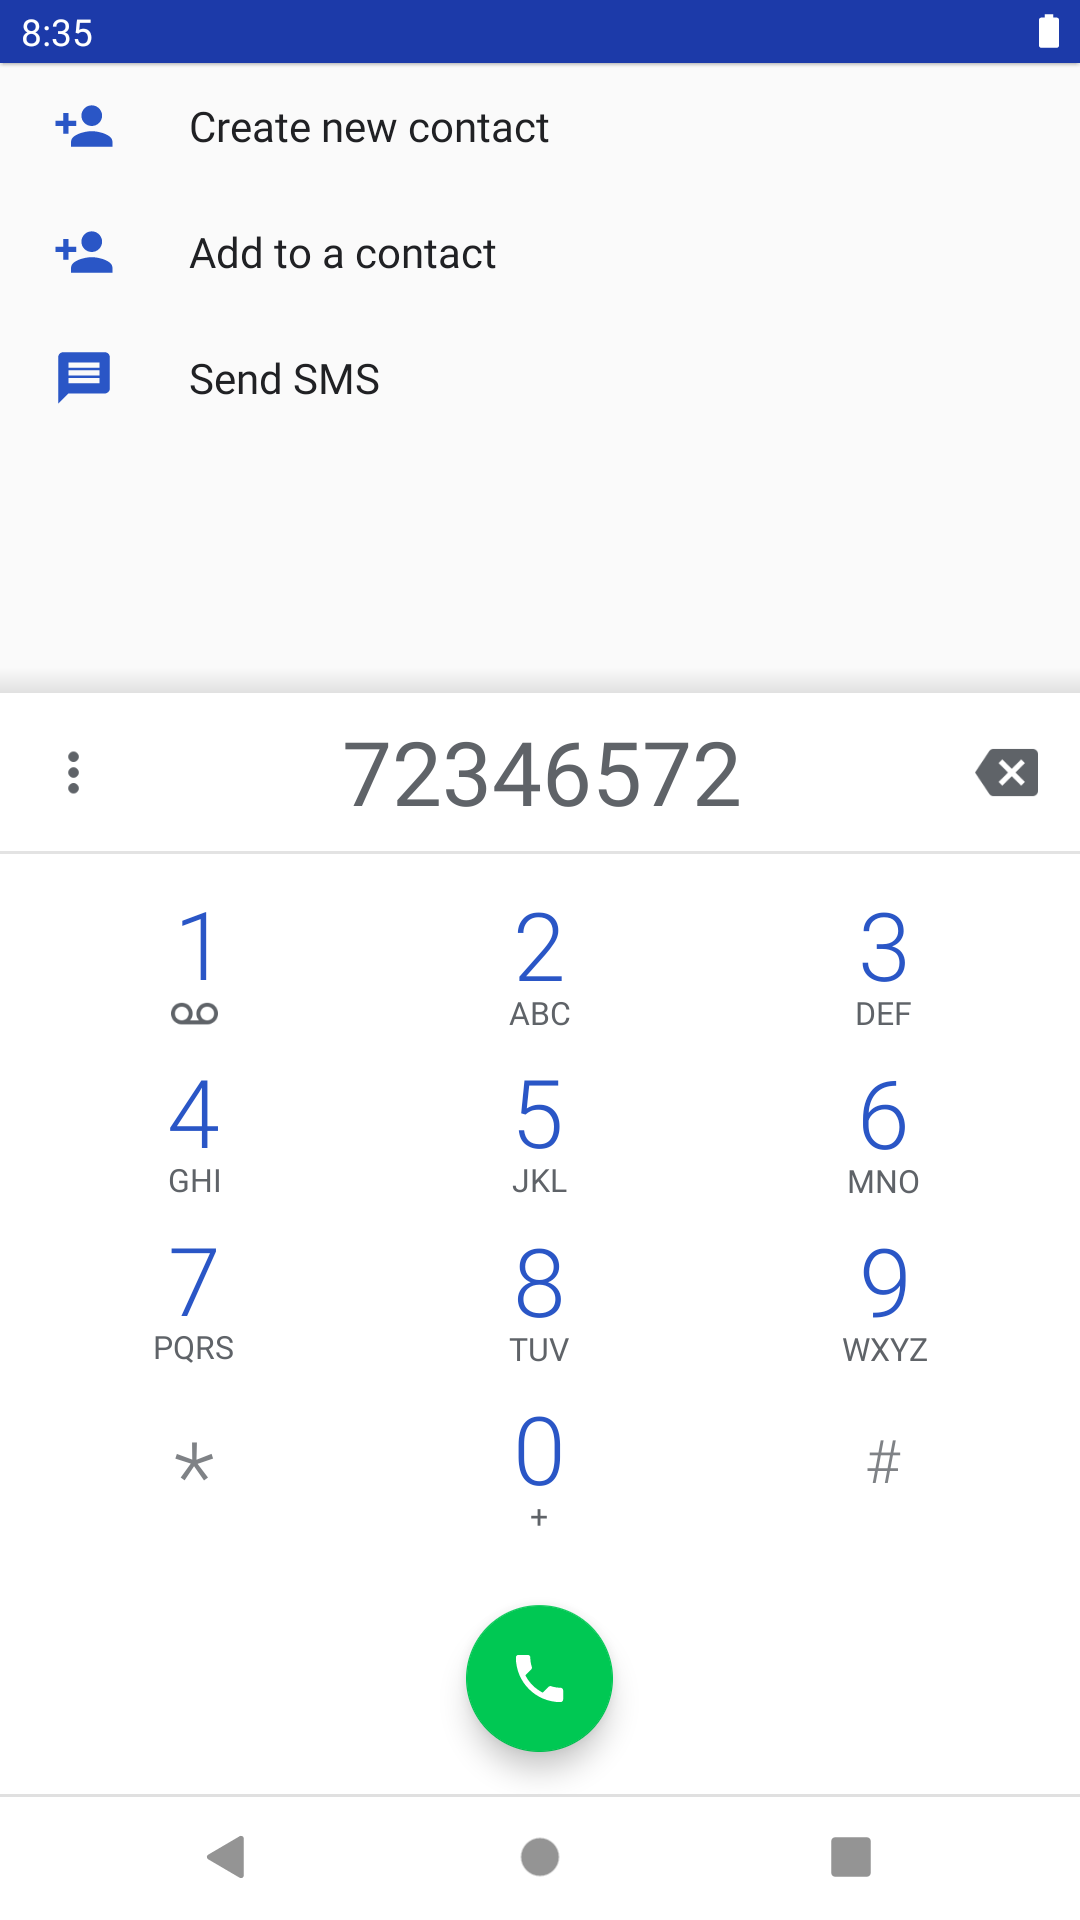 8:35
Create new contact
Add to a contact
Send SMS
72346572
1 2 3
ABC DEF
4 5 6
GHI JKL MNO
7 8 9
PQRS TUV WXYZ
* 0 #
+